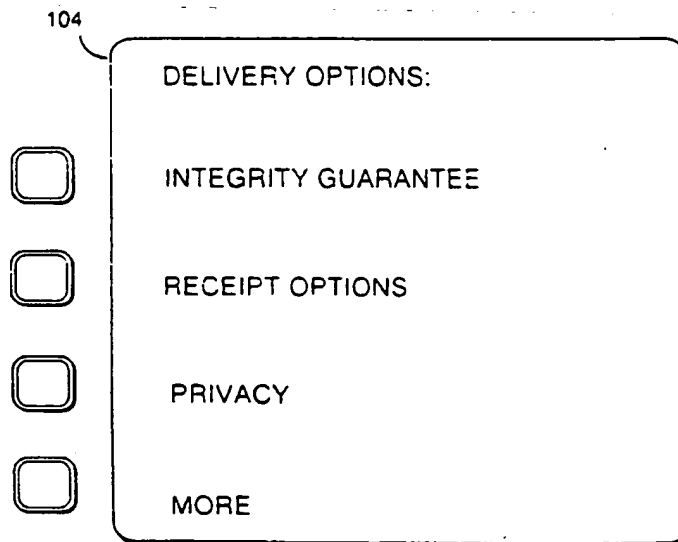 104
DELIVERY OPTIONS:
INTEGRITY GUARANTEE
RECEIPT OPTIONS
PRIVACY
MORE